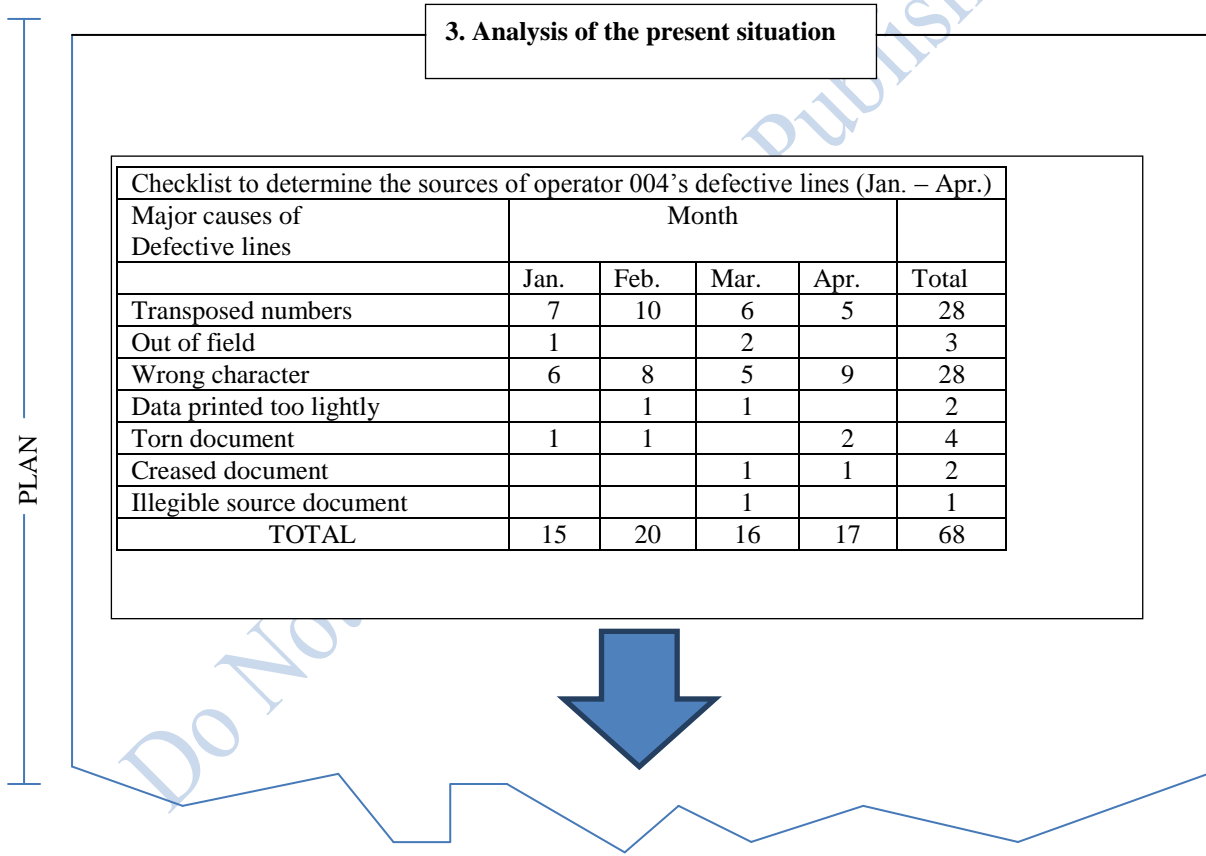 3. Analysis of the present situation
Publish
Checklist to determine the sources of operator 004’s defective lines (Jan. – Apr.)
Major causes of Month
Defective lines
Jan. Feb. Mar. Apr. Total
Transposed numbers 7 10 6 5 28
Out of field 1 2 3
Wrong character 6 8 5 9 28
Data printed too lightly 1 1 2
Torn document 1 1 2 4
Creased document 1 1 2
Illegible source document 1 1
TOTAL 15 20 16 17 68
PLAN
Do No